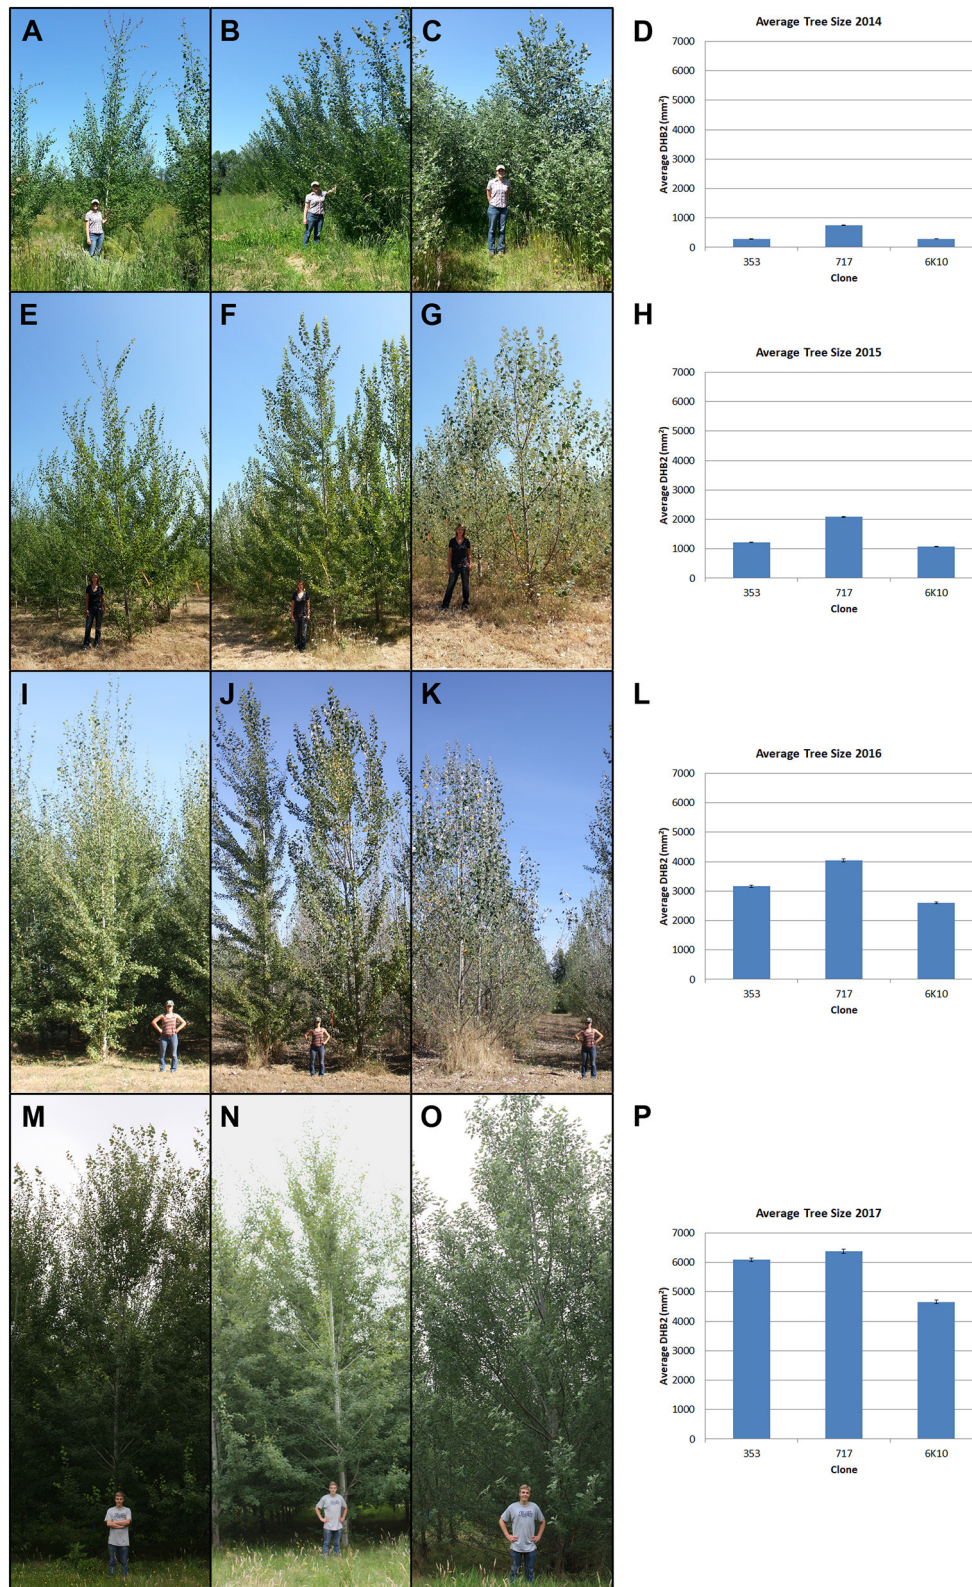 A
B
C
D
Average Tree Size 2014
7000
6000
5000
4000
3000
2000
1000
0
Average DHB2 (mm²)
353
717
6K10
Clone
E
F
G
H
Average Tree Size 2015
7000
6000
5000
4000
3000
2000
1000
0
Average DHB2 (mm²)
353
717
6K10
Clone
I
J
K
L
Average Tree Size 2016
7000
6000
5000
4000
3000
2000
1000
0
Average DHB2 (mm²)
353
717
6K10
Clone
M
N
O
P
Average Tree Size 2017
7000
6000
5000
4000
3000
2000
1000
0
Average DHB2 (mm²)
353
717
6K10
Clone